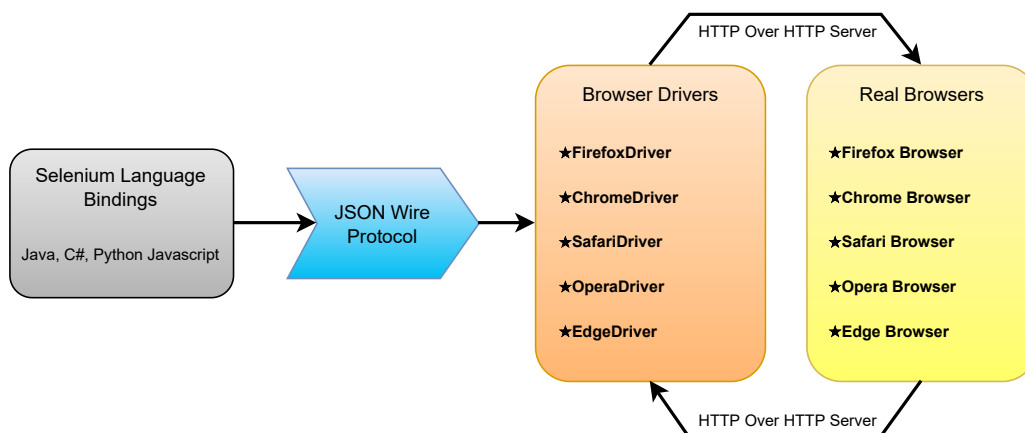 HTTP Over HTTP Server
Selenium Language
Bindings
Java, C#, Python Javascript
JSON Wire
Protocol
Browser Drivers
★FirefoxDriver
★ChromeDriver
★SafariDriver
★OperaDriver
★EdgeDriver
Real Browsers
★Firefox Browser
★Chrome Browser
★Safari Browser
★Opera Browser
★Edge Browser
HTTP Over HTTP Server